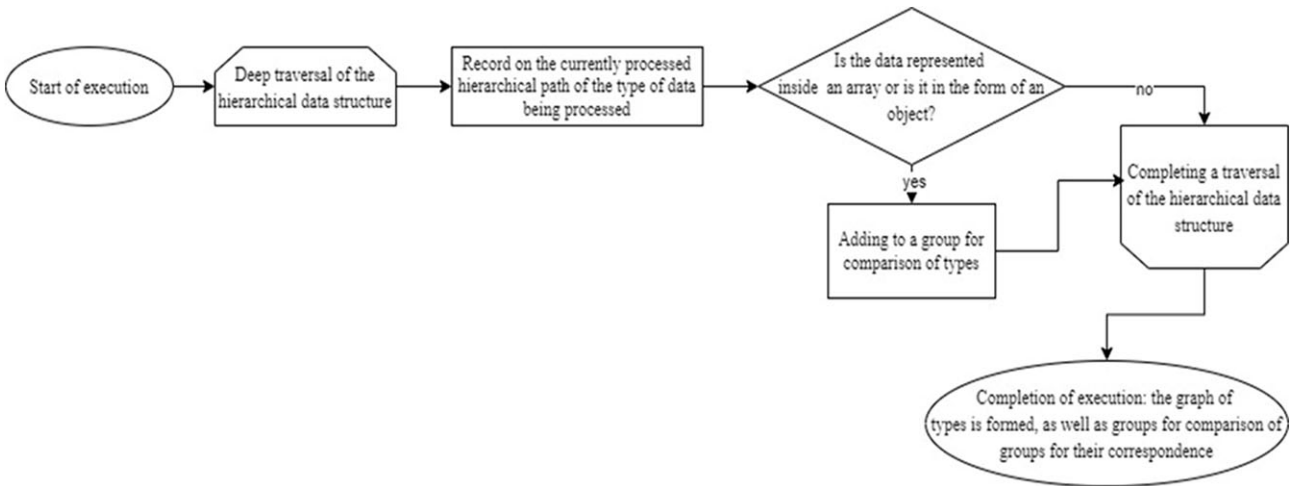 Start of execution
Deep traversal of the
hierarchical data structure
Record on the currently processed
hierarchical path of the type of data
being processed
Is the data represented
inside an array or is it in the form of an
object?
no
yes
Adding to a group for
comparison of types
Completing a traversal
of the hierarchical data
structure
Completion of execution: the graph of
types is formed, as well as groups for comparison of
groups for their correspondence